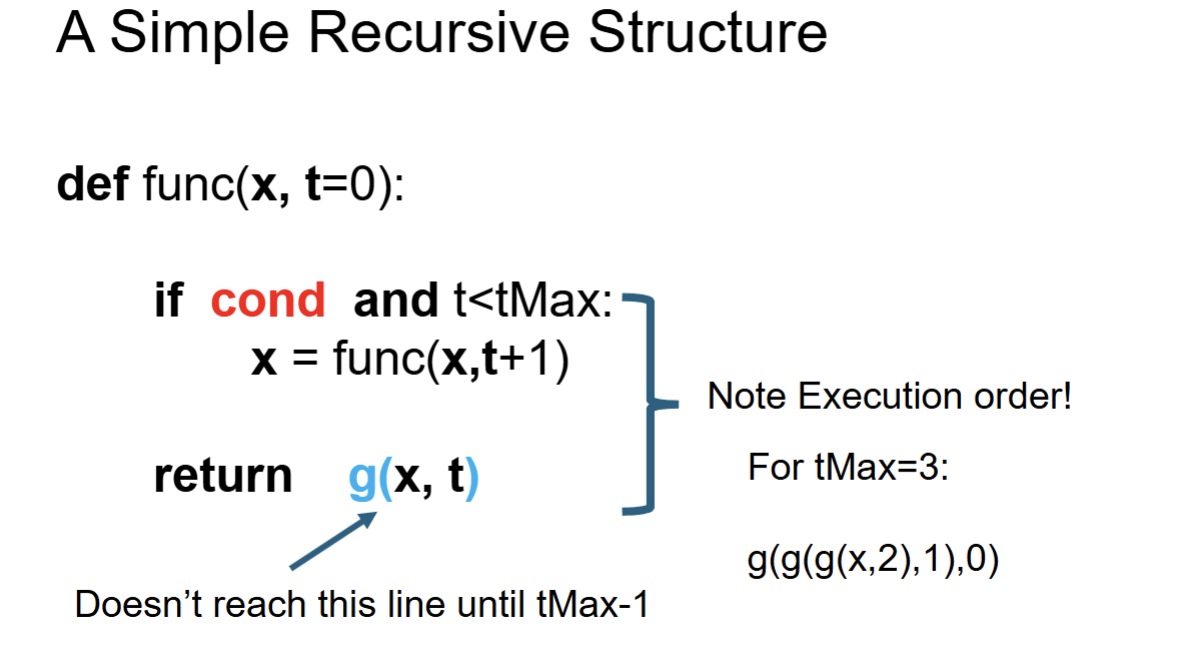 A Simple Recursive Structure
def func(x, t=0):
if cond and t<tMax:
x = func(x,t+1)
return g(x, t)
Doesn't reach this line until tMax-1
Note Execution order!
For tMax=3:
g(g(g(x,2),1),0)